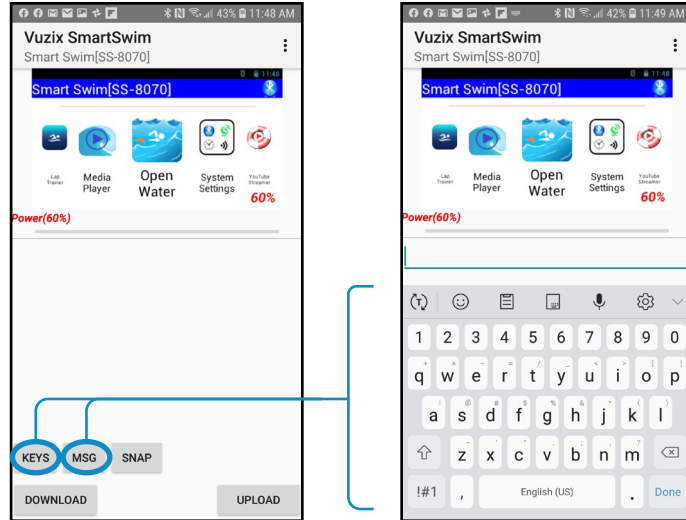 43% 11:48 AM
Vuzix SmartSwim
Smart Swim[SS-8070]
11:48
Smart Swim[SS-8070]
Lap Trainer
Media Player
Open Water
System Settings
YouTube Streamer
60%
Power(60%)
KEYS MSG SNAP
DOWNLOAD UPLOAD
42% 11:49 AM
Vuzix SmartSwim
Smart Swim[SS-8070]
11:48
Smart Swim[SS-8070]
Lap Trainer
Media Player
Open Water
System Settings
YouTube Streamer
60%
Power(60%)
1 2 3 4 5 6 7 8 9 0
q w e r t y u i o p
a s d f g h j k l
z x c v b n m
!#1 , English (US) . Done